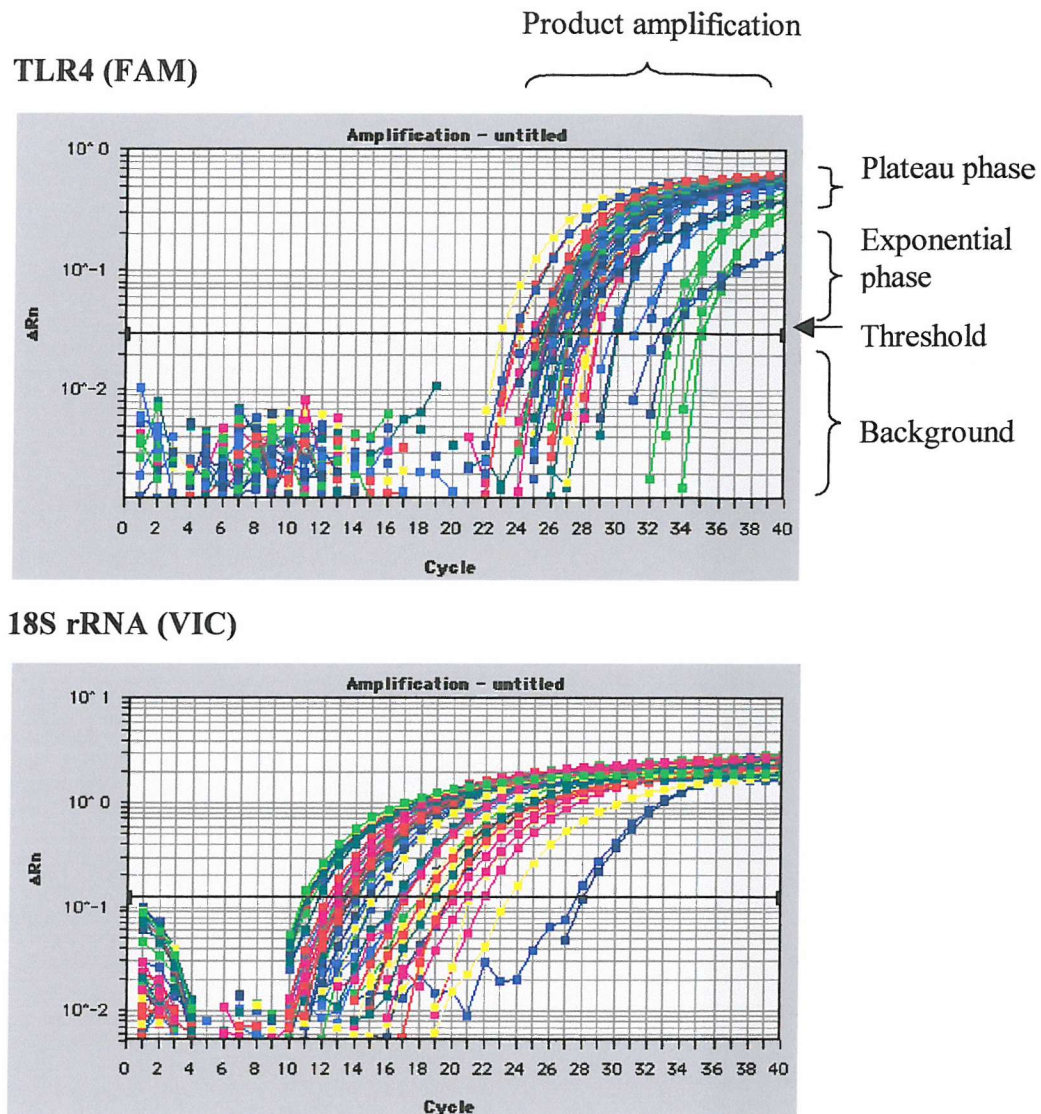 Product amplification
TLR4 (FAM)
Amplification - untitled
10^ 0
10^-1
10^-2
ΔRn
0 2 4 6 8 10 12 14 16 18 20 22 24 26 28 30 32 34 36 38 40
Cycle
Plateau phase
Exponential
phase
Threshold
Background
18S rRNA (VIC)
Amplification - untitled
10^ 1
10^ 0
10^-1
10^-2
ΔRn
0 2 4 6 8 10 12 14 16 18 20 22 24 26 28 30 32 34 36 38 40
Cycle